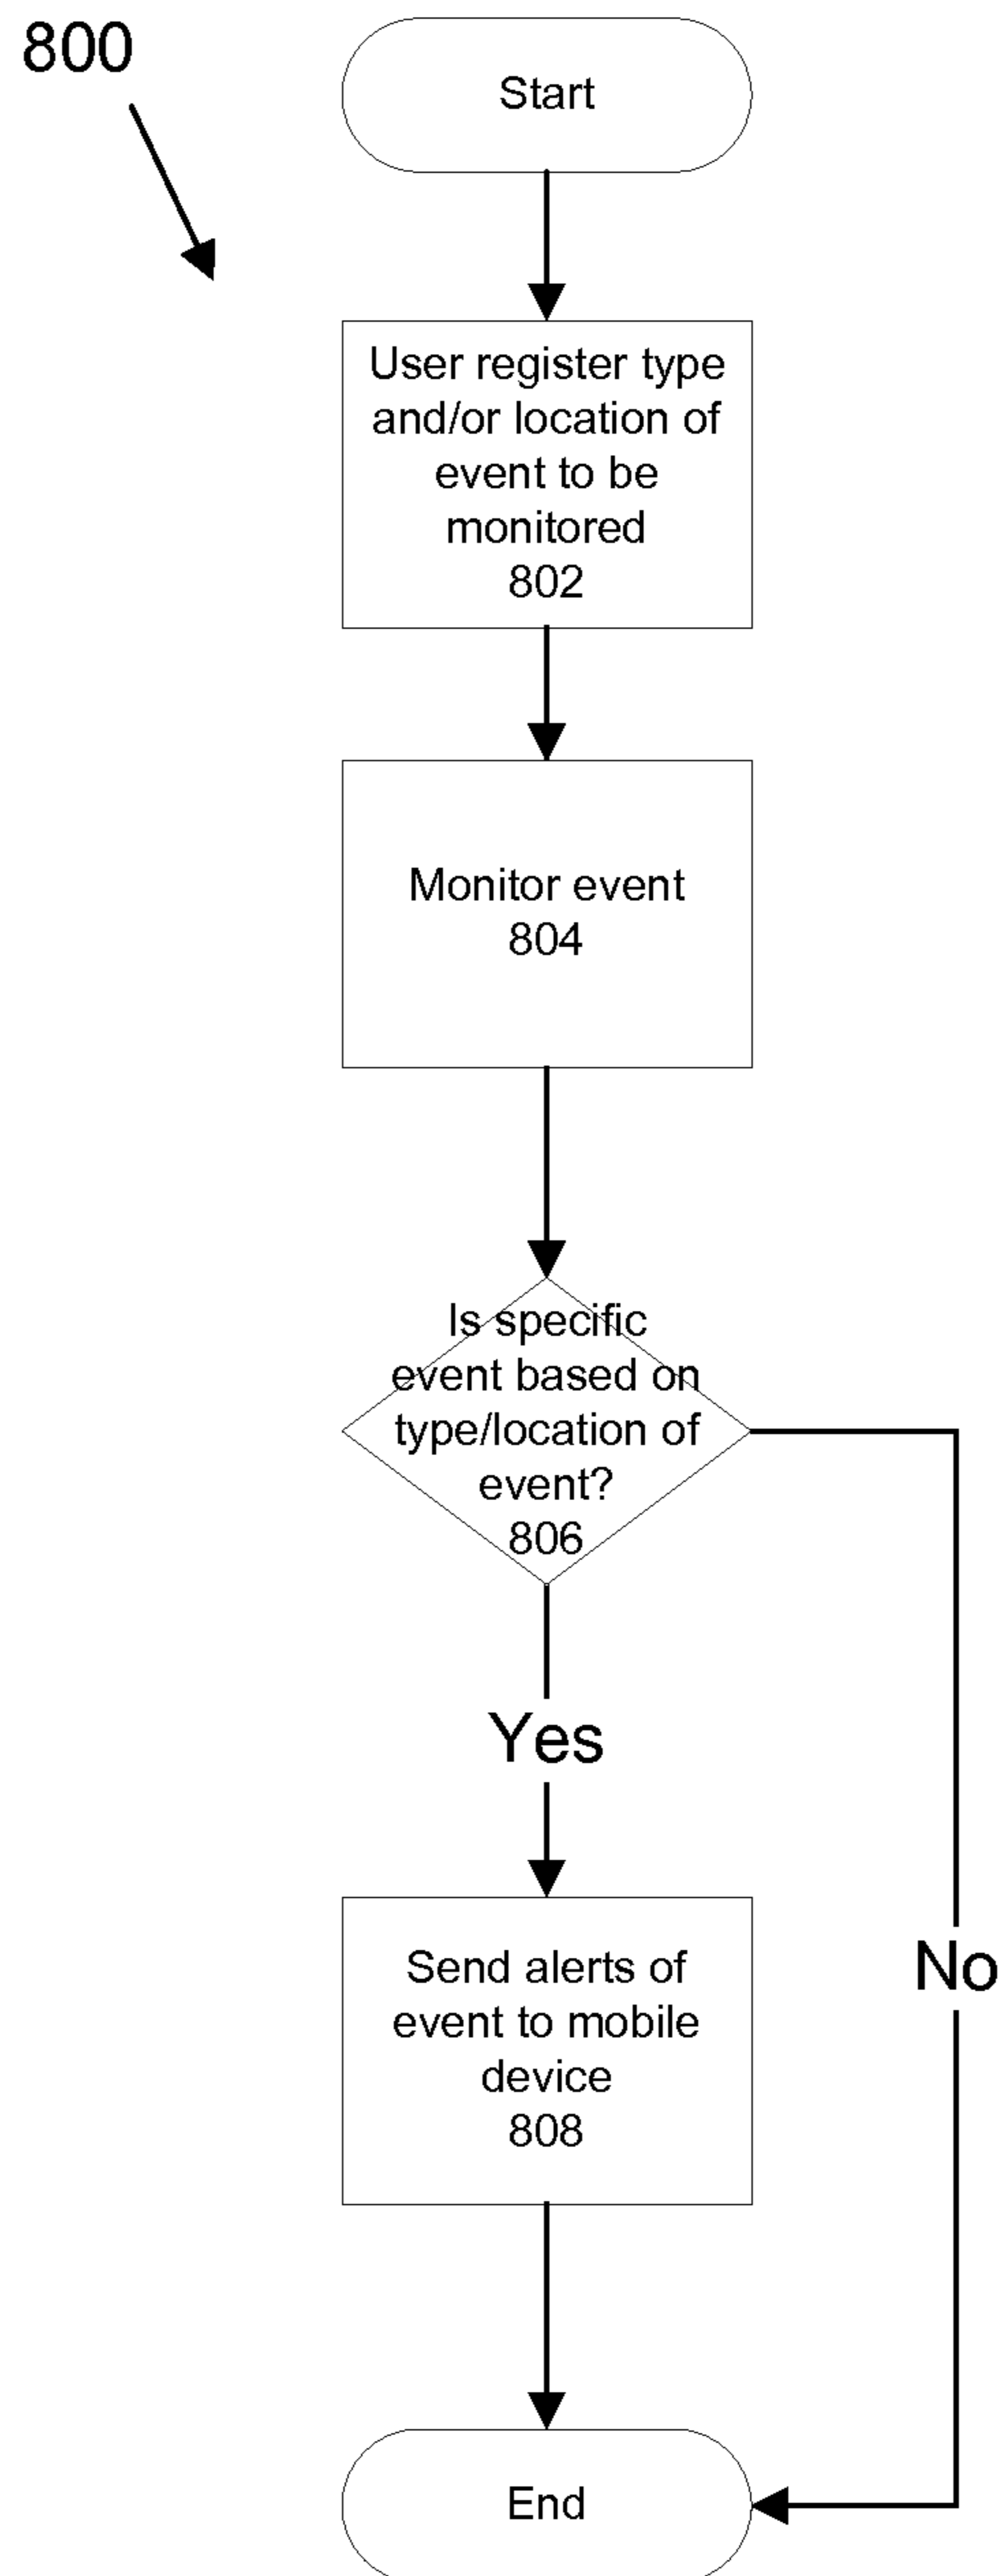 800
Start
User register type
and/or location of
event to be
monitored
802
Monitor event
804
Is specific
event based on
type/location of
event?
806
Yes
Send alerts of
event to mobile
device
808
No
End